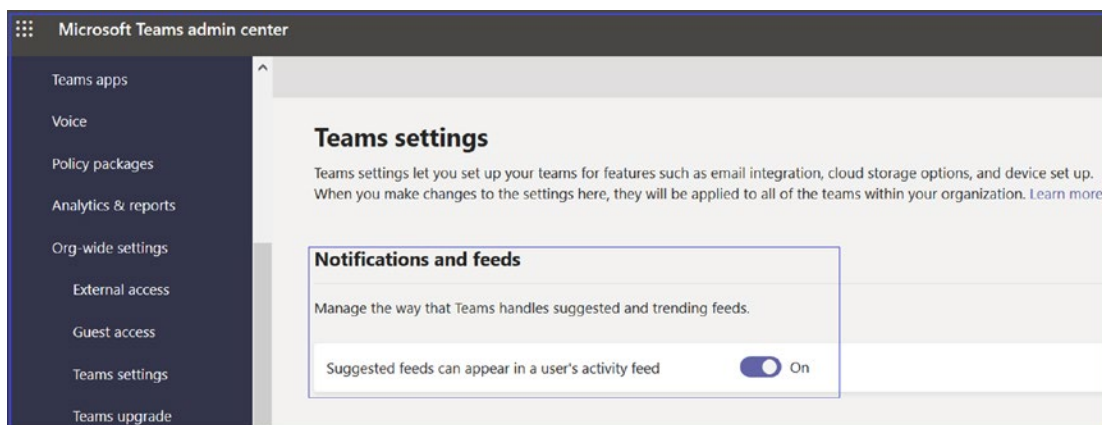 Microsoft Teams admin center
Teams apps
Voice
Policy packages
Analytics & reports
Org-wide settings
External access
Guest access
Teams settings
Teams upgrade
Teams settings
Teams settings let you set up your teams for features such as email integration, cloud storage options, and device set up.
When you make changes to the settings here, they will be applied to all of the teams within your organization. Learn more
Notifications and feeds
Manage the way that Teams handles suggested and trending feeds.
Suggested feeds can appear in a user's activity feed On